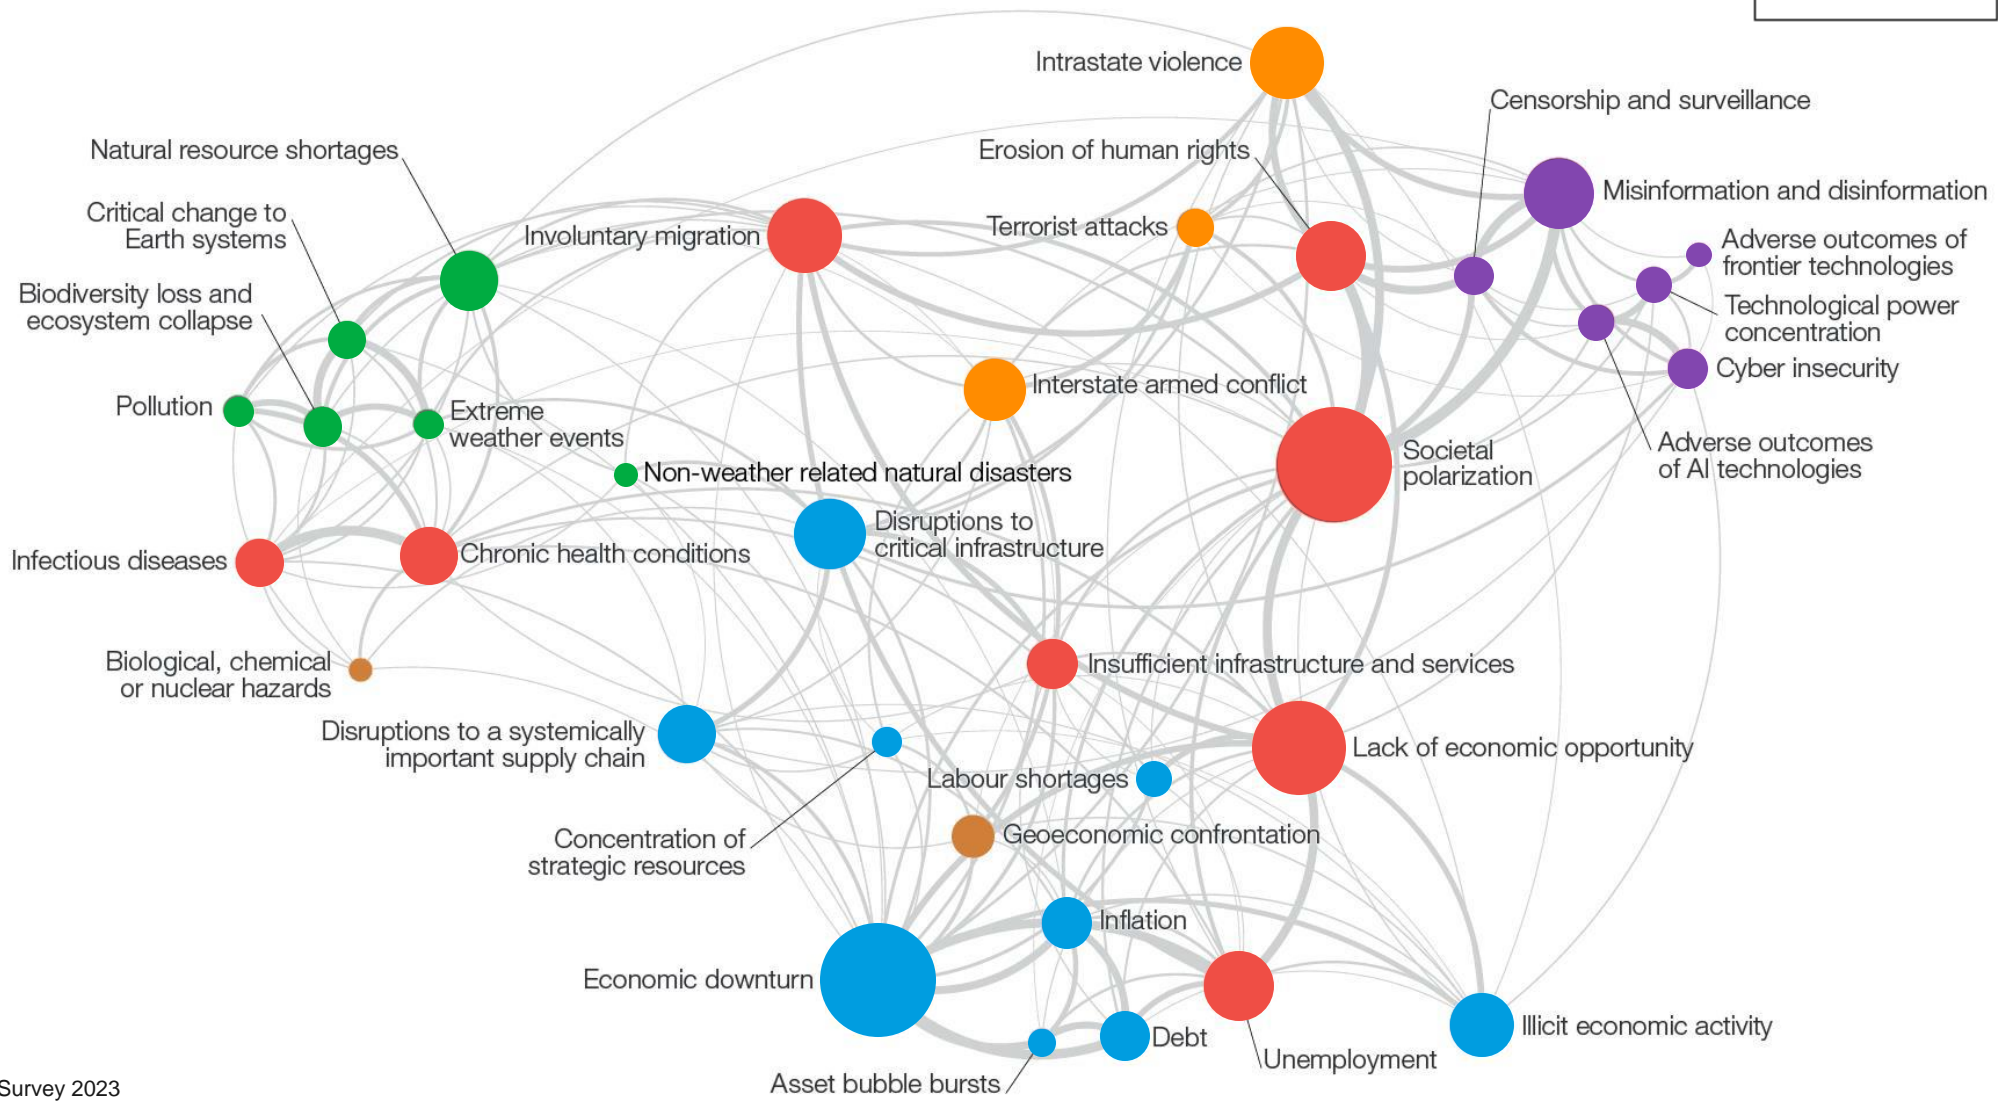 Intrastate violence
Censorship and surveillance
Natural resource shortages
Erosion of human rights
Misinformation and disinformation
Critical change to
Earth systems
Involuntary migration
Terrorist attacks
Adverse outcomes of
frontier technologies
Biodiversity loss and
ecosystem collapse
Technological power
concentration
Cyber insecurity
Interstate armed conflict
Pollution
Extreme
weather events
Societal
polarization
Adverse outcomes
of AI technologies
Non-weather related natural disasters
Disruptions to
critical infrastructure
Infectious diseases
Chronic health conditions
Biological, chemical
or nuclear hazards
Insufficient infrastructure and services
Disruptions to a systemically
important supply chain
Lack of economic opportunity
Labour shortages
Concentration of
strategic resources
Geoeconomic confrontation
Inflation
Economic downturn
Illicit economic activity
Debt
Unemployment
Asset bubble bursts
Survey 2023